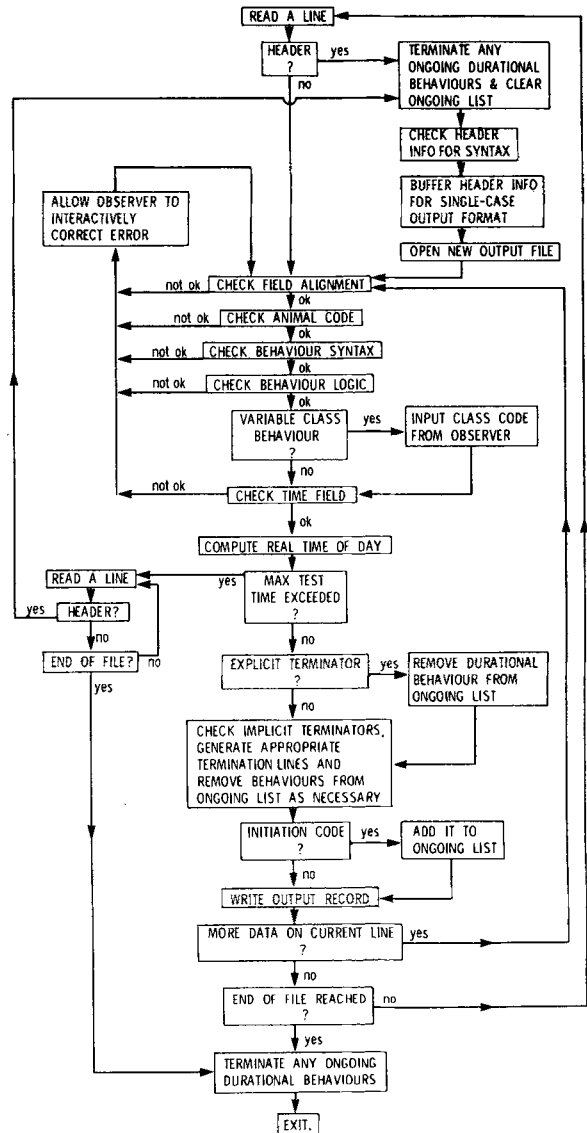 READ A LINE
HEADER
?
yes
no
TERMINATE ANY
ONGOING DURATIONAL
BEHAVIOURS & CLEAR
ONGOING LIST
CHECK HEADER
INFO FOR SYNTAX
BUFFER HEADER INFO
FOR SINGLE-CASE
OUTPUT FORMAT
OPEN NEW OUTPUT FILE
ALLOW OBSERVER TO
INTERACTIVELY
CORRECT ERROR
not ok
CHECK FIELD ALIGNMENT
ok
not ok
CHECK ANIMAL CODE
ok
not ok
CHECK BEHAVIOUR SYNTAX
ok
not ok
CHECK BEHAVIOUR LOGIC
ok
VARIABLE CLASS
BEHAVIOUR
?
yes
INPUT CLASS CODE
FROM OBSERVER
no
not ok
CHECK TIME FIELD
ok
COMPUTE REAL TIME OF DAY
yes
MAX TEST
TIME EXCEEDED
?
no
READ A LINE
yes
HEADER?
no
END OF FILE?
no
yes
EXPLICIT TERMINATOR
?
yes
REMOVE DURATIONAL
BEHAVIOUR FROM
ONGOING LIST
no
CHECK IMPLICIT TERMINATORS,
GENERATE APPROPRIATE
TERMINATION LINES AND
REMOVE BEHAVIOURS FROM
ONGOING LIST AS NECESSARY
INITIATION CODE
?
yes
ADD IT TO
ONGOING LIST
no
WRITE OUTPUT RECORD
MORE DATA ON CURRENT LINE
?
yes
no
END OF FILE REACHED
?
no
yes
TERMINATE ANY ONGOING
DURATIONAL BEHAVIOURS
EXIT.